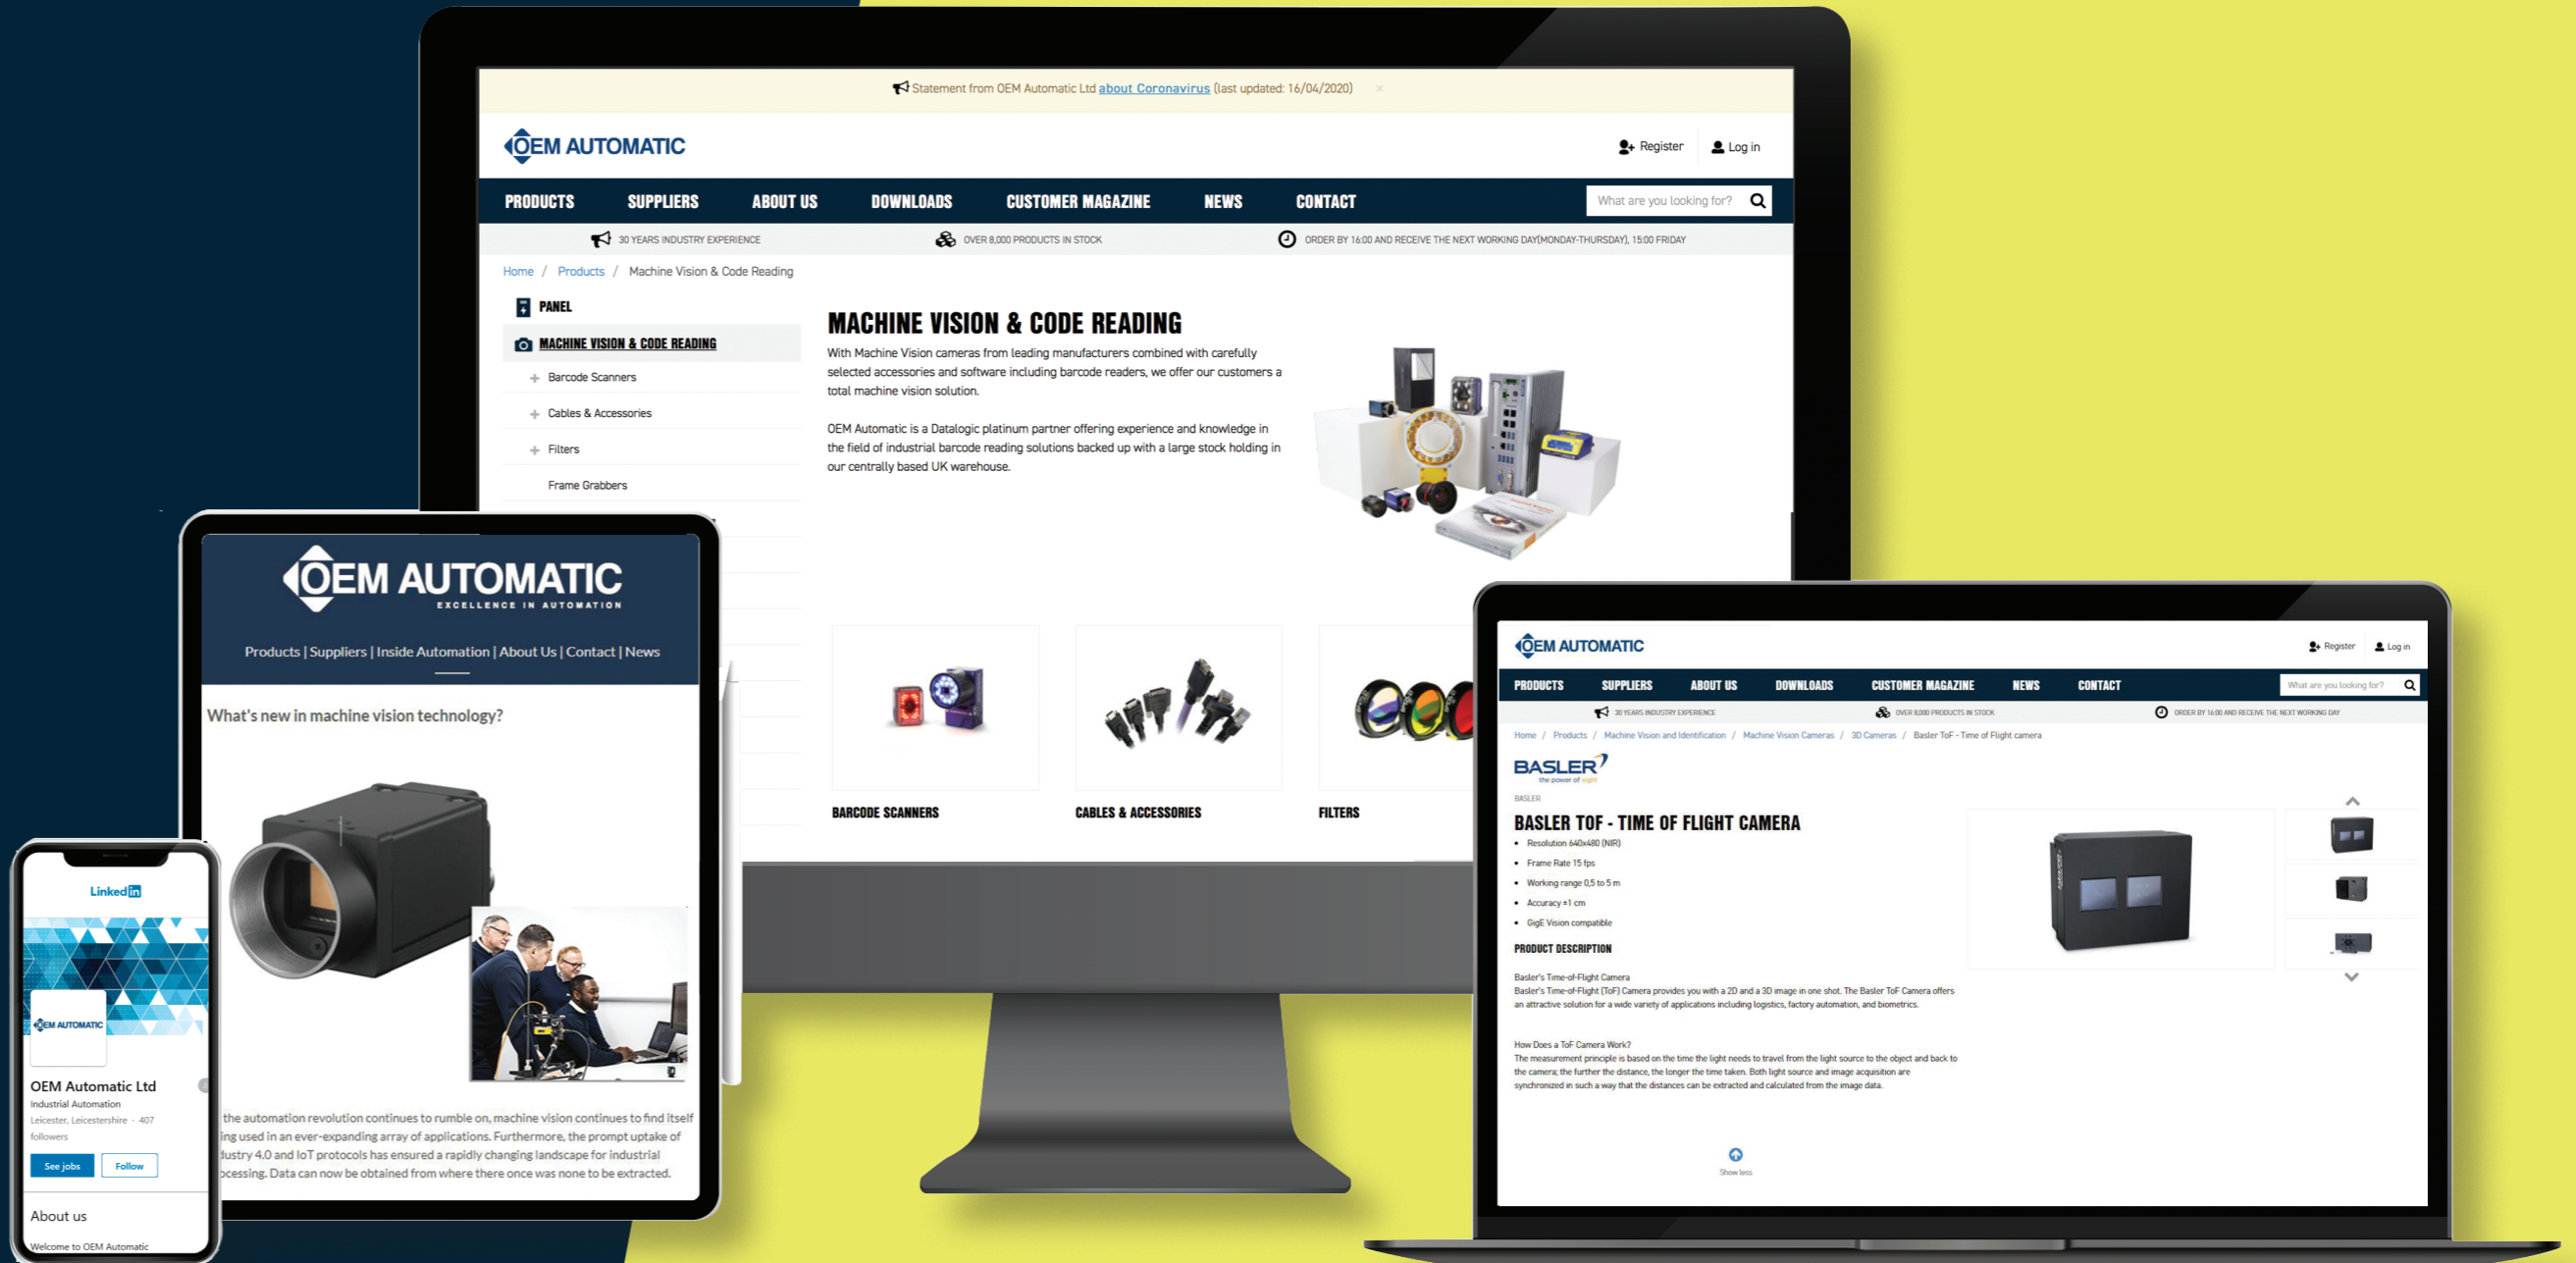 Statement from OEM Automatic Ltd about Coronavirus (last updated: 16/04/2020) ×
OEM AUTOMATIC
Register
Log in
PRODUCTS SUPPLIERS ABOUT US DOWNLOADS CUSTOMER MAGAZINE NEWS CONTACT
What are you looking for?
30 YEARS INDUSTRY EXPERIENCE
OVER 8,000 PRODUCTS IN STOCK
ORDER BY 16:00 AND RECEIVE THE NEXT WORKING DAY(MONDAY-THURSDAY), 15:00 FRIDAY
Home / Products / Machine Vision & Code Reading
PANEL
MACHINE VISION & CODE READING
Barcode Scanners
Cables & Accessories
Filters
Frame Grabbers
MACHINE VISION & CODE READING
With Machine Vision cameras from leading manufacturers combined with carefully
selected accessories and software including barcode readers, we offer our customers a
total machine vision solution.
OEM Automatic is a Datalogic platinum partner offering experience and knowledge in
the field of industrial barcode reading solutions backed up with a large stock holding in
our centrally based UK warehouse.
BARCODE SCANNERS
CABLES & ACCESSORIES
FILTERS
OEM AUTOMATIC
EXCELLENCE IN AUTOMATION
Products | Suppliers | Inside Automation | About Us | Contact | News
What's new in machine vision technology?
the automation revolution continues to rumble on, machine vision continues to find itself
ing used in an ever-expanding array of applications. Furthermore, the prompt uptake of
dustry 4.0 and IoT protocols has ensured a rapidly changing landscape for industrial
ocessing. Data can now be obtained from where there once was none to be extracted.
Linked in
OEM AUTOMATIC
OEM Automatic Ltd
Industrial Automation
Leicester, Leicestershire · 407
followers
See jobs
Follow
About us
Welcome to OEM Automatic
OEM AUTOMATIC
Register
Log in
PRODUCTS SUPPLIERS ABOUT US DOWNLOADS CUSTOMER MAGAZINE NEWS CONTACT
What are you looking for?
30 YEARS INDUSTRY EXPERIENCE
OVER 8,000 PRODUCTS IN STOCK
ORDER BY 16:00 AND RECEIVE THE NEXT WORKING DAY
Home / Products / Machine Vision and Identification / Machine Vision Cameras / 3D Cameras / Basler ToF - Time of Flight camera
BASLER
the power of sight
BASLER
BASLER TOF - TIME OF FLIGHT CAMERA
• Resolution 640x480 (NIR)
• Frame Rate 15 fps
• Working range 0,5 to 5 m
• Accuracy ±1 cm
• GigE Vision compatible
PRODUCT DESCRIPTION
Basler's Time-of-Flight Camera
Basler's Time-of-Flight (ToF) Camera provides you with a 2D and a 3D image in one shot. The Basler ToF Camera offers
an attractive solution for a wide variety of applications including logistics, factory automation, and biometrics.
How Does a ToF Camera Work?
The measurement principle is based on the time the light needs to travel from the light source to the object and back to
the camera; the further the distance, the longer the time taken. Both light source and image acquisition are
synchronized in such a way that the distances can be extracted and calculated from the image data.
Show less